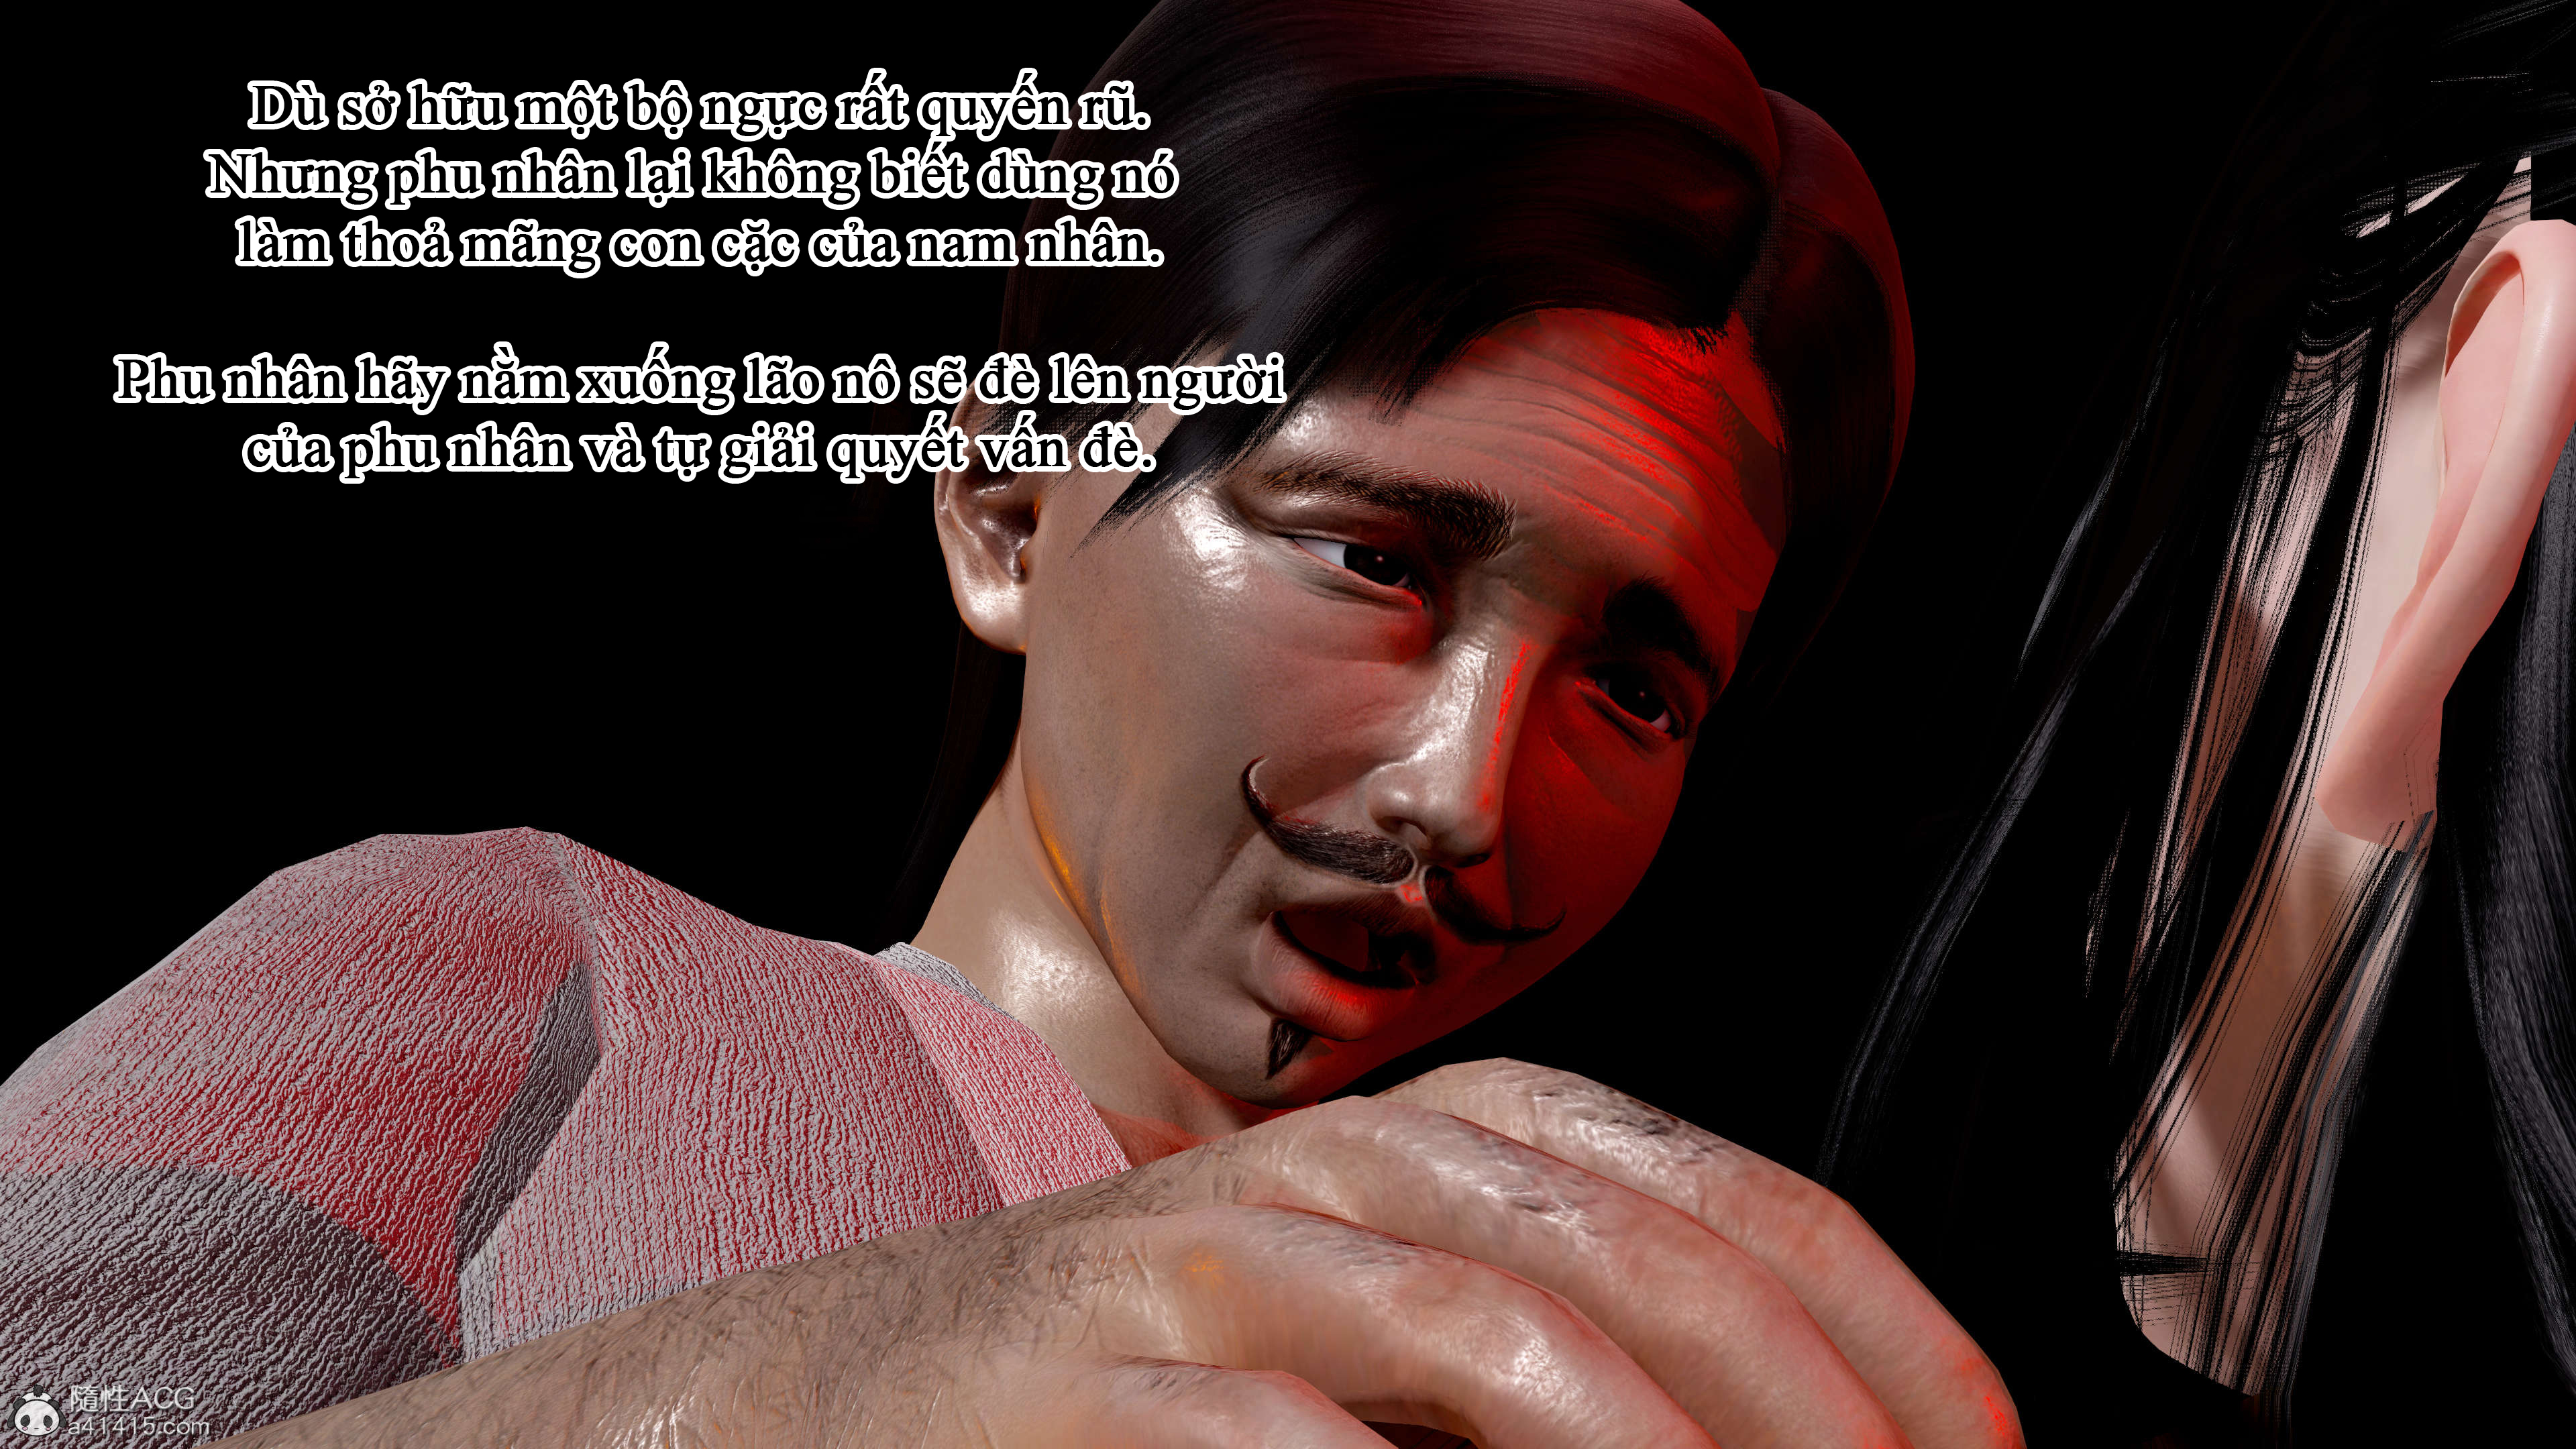 Dù sở hữu một bộ ngực rất quyến rũ.
Nhưng phu nhân lại không biết dùng nó
làm thoả mãng con cặc của nam nhân.
Phu nhân hãy nằm xuống lão nô sẽ đè lên người
của phu nhân và tự giải quyết vấn đè.
隨性ACG
a41415.com